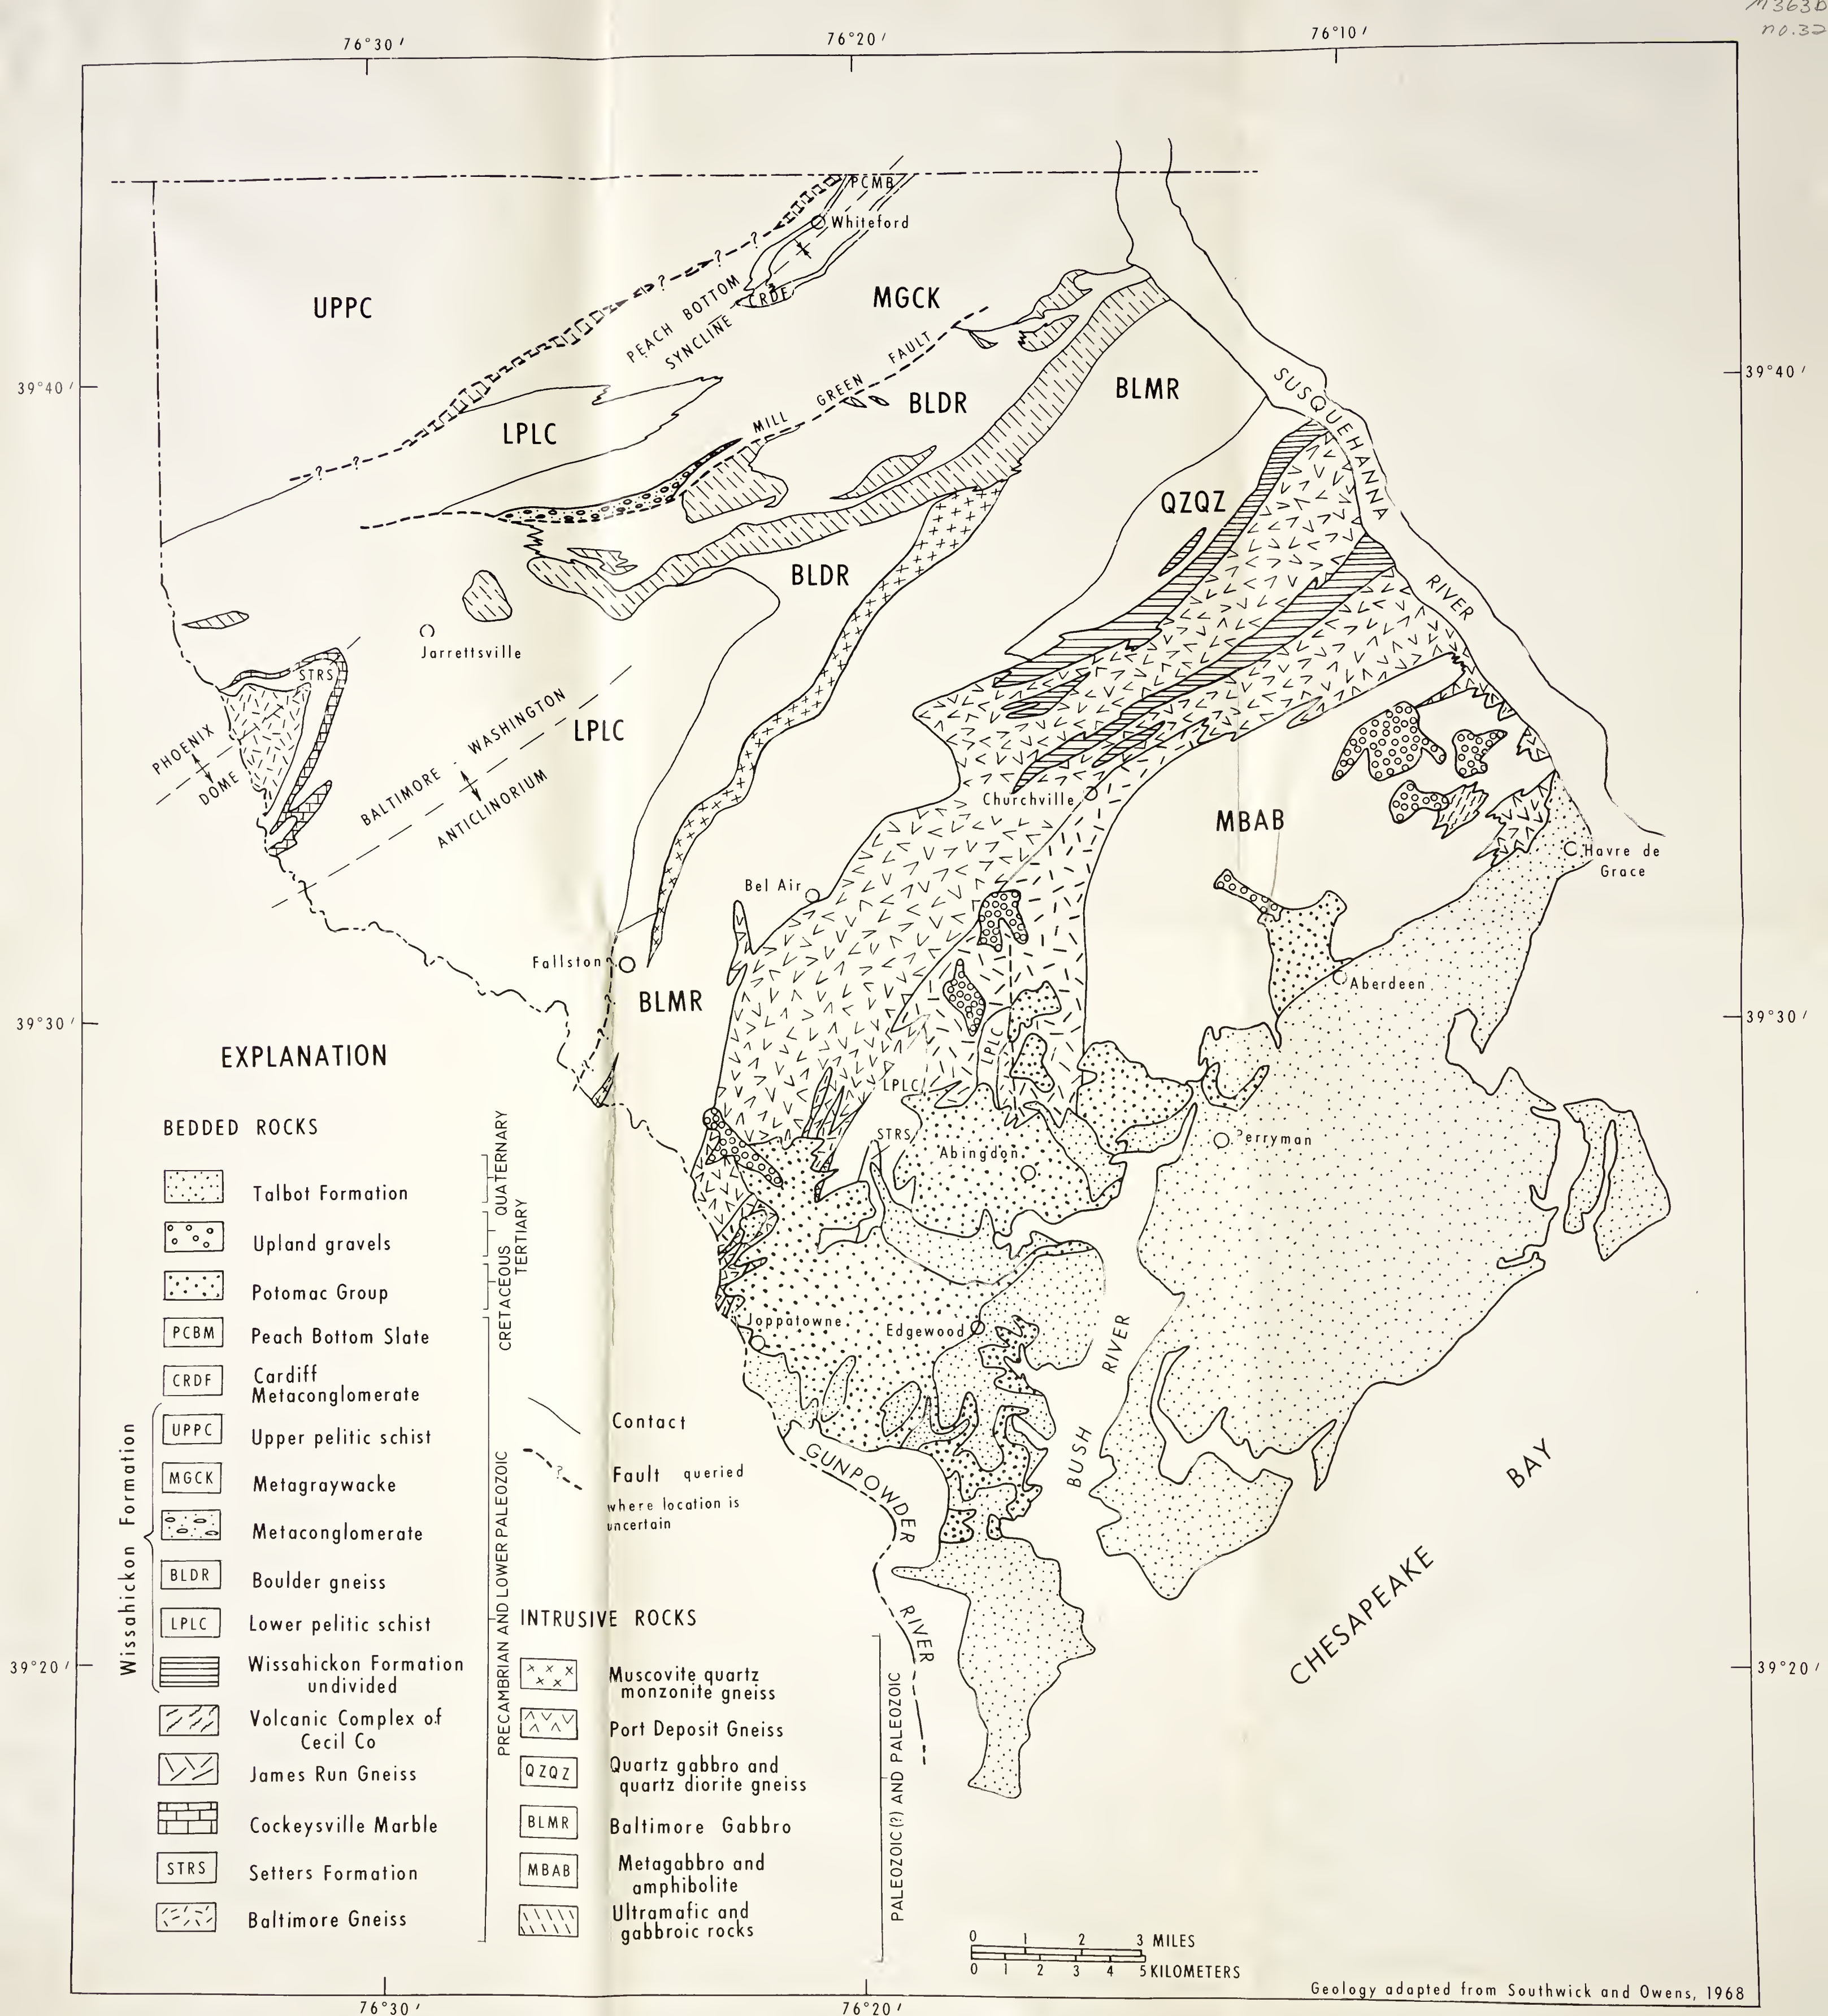 M363B
no.32
76°30'
76°20'
76°10'
PCMB
Whiteford
UPPC
MGCK
CRDF
PEACH BOTTOM
SYNCLINE
?
?
?
?
?
39°40'
39°40'
MILL GREEN FAULT
BLDR
BLMR
LPLC
SUSQUEHANNA
RIVER
QZQZ
BLDR
Jarrettsville
STRS
LPLC
PHOENIX
DOME
BALTIMORE - WASHINGTON
ANTICLINORIUM
Churchville
MBAB
Havre de
Grace
Bel Air
Fallston
Aberdeen
BLMR
?
?
?
39°30'
39°30'
LPLC
LPLC
STRS
Abingdon
Perryman
Joppatowne
Edgewood
BUSH RIVER
GUNPOWDER
RIVER
CHESAPEAKE BAY
39°20'
39°20'
EXPLANATION
BEDDED ROCKS
Talbot Formation
Upland gravels
Potomac Group
PCBM Peach Bottom Slate
CRDF Cardiff
Metaconglomerate
UPPC Upper pelitic schist
MGCK Metagraywacke
Metaconglomerate
BLDR Boulder gneiss
LPLC Lower pelitic schist
Wissahickon Formation
undivided
Volcanic Complex of
Cecil Co
James Run Gneiss
Cockeysville Marble
STRS Setters Formation
Baltimore Gneiss
Wissahickon Formation
QUATERNARY
TERTIARY
CRETACEOUS
PRECAMBRIAN AND LOWER PALEOZOIC
Contact
?
Fault queried
where location is
uncertain
INTRUSIVE ROCKS
Muscovite quartz
monzonite gneiss
Port Deposit Gneiss
QZQZ Quartz gabbro and
quartz diorite gneiss
BLMR Baltimore Gabbro
MBAB Metagabbro and
amphibolite
Ultramafic and
gabbroic rocks
PALEOZOIC(?) AND PALEOZOIC
0 1 2 3 MILES
0 1 2 3 4 5 KILOMETERS
Geology adapted from Southwick and Owens, 1968
76°30'
76°20'